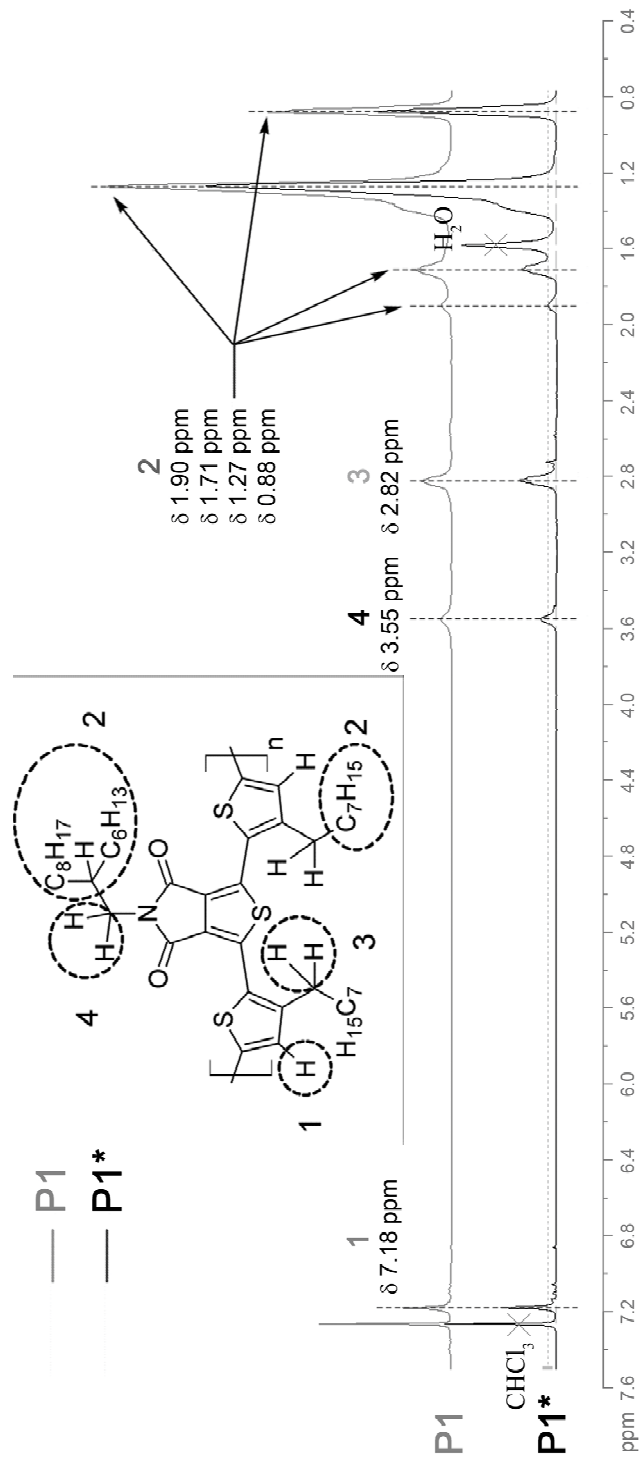 P1
P1*
4
2
C8H17
H
H
C6H13
H
N
O
O
S
S
S
n
H
H
H
C7H15
2
H
H
H15C7
3
H
1
2
δ 1.90 ppm
δ 1.71 ppm
δ 1.27 ppm
δ 0.88 ppm
1
δ 7.18 ppm
4
δ 3.55 ppm
3
δ 2.82 ppm
H2O
P1
CHCl3
P1*
ppm 7.6 7.2 6.8 6.4 6.0 5.6 5.2 4.8 4.4 4.0 3.6 3.2 2.8 2.4 2.0 1.6 1.2 0.8 0.4